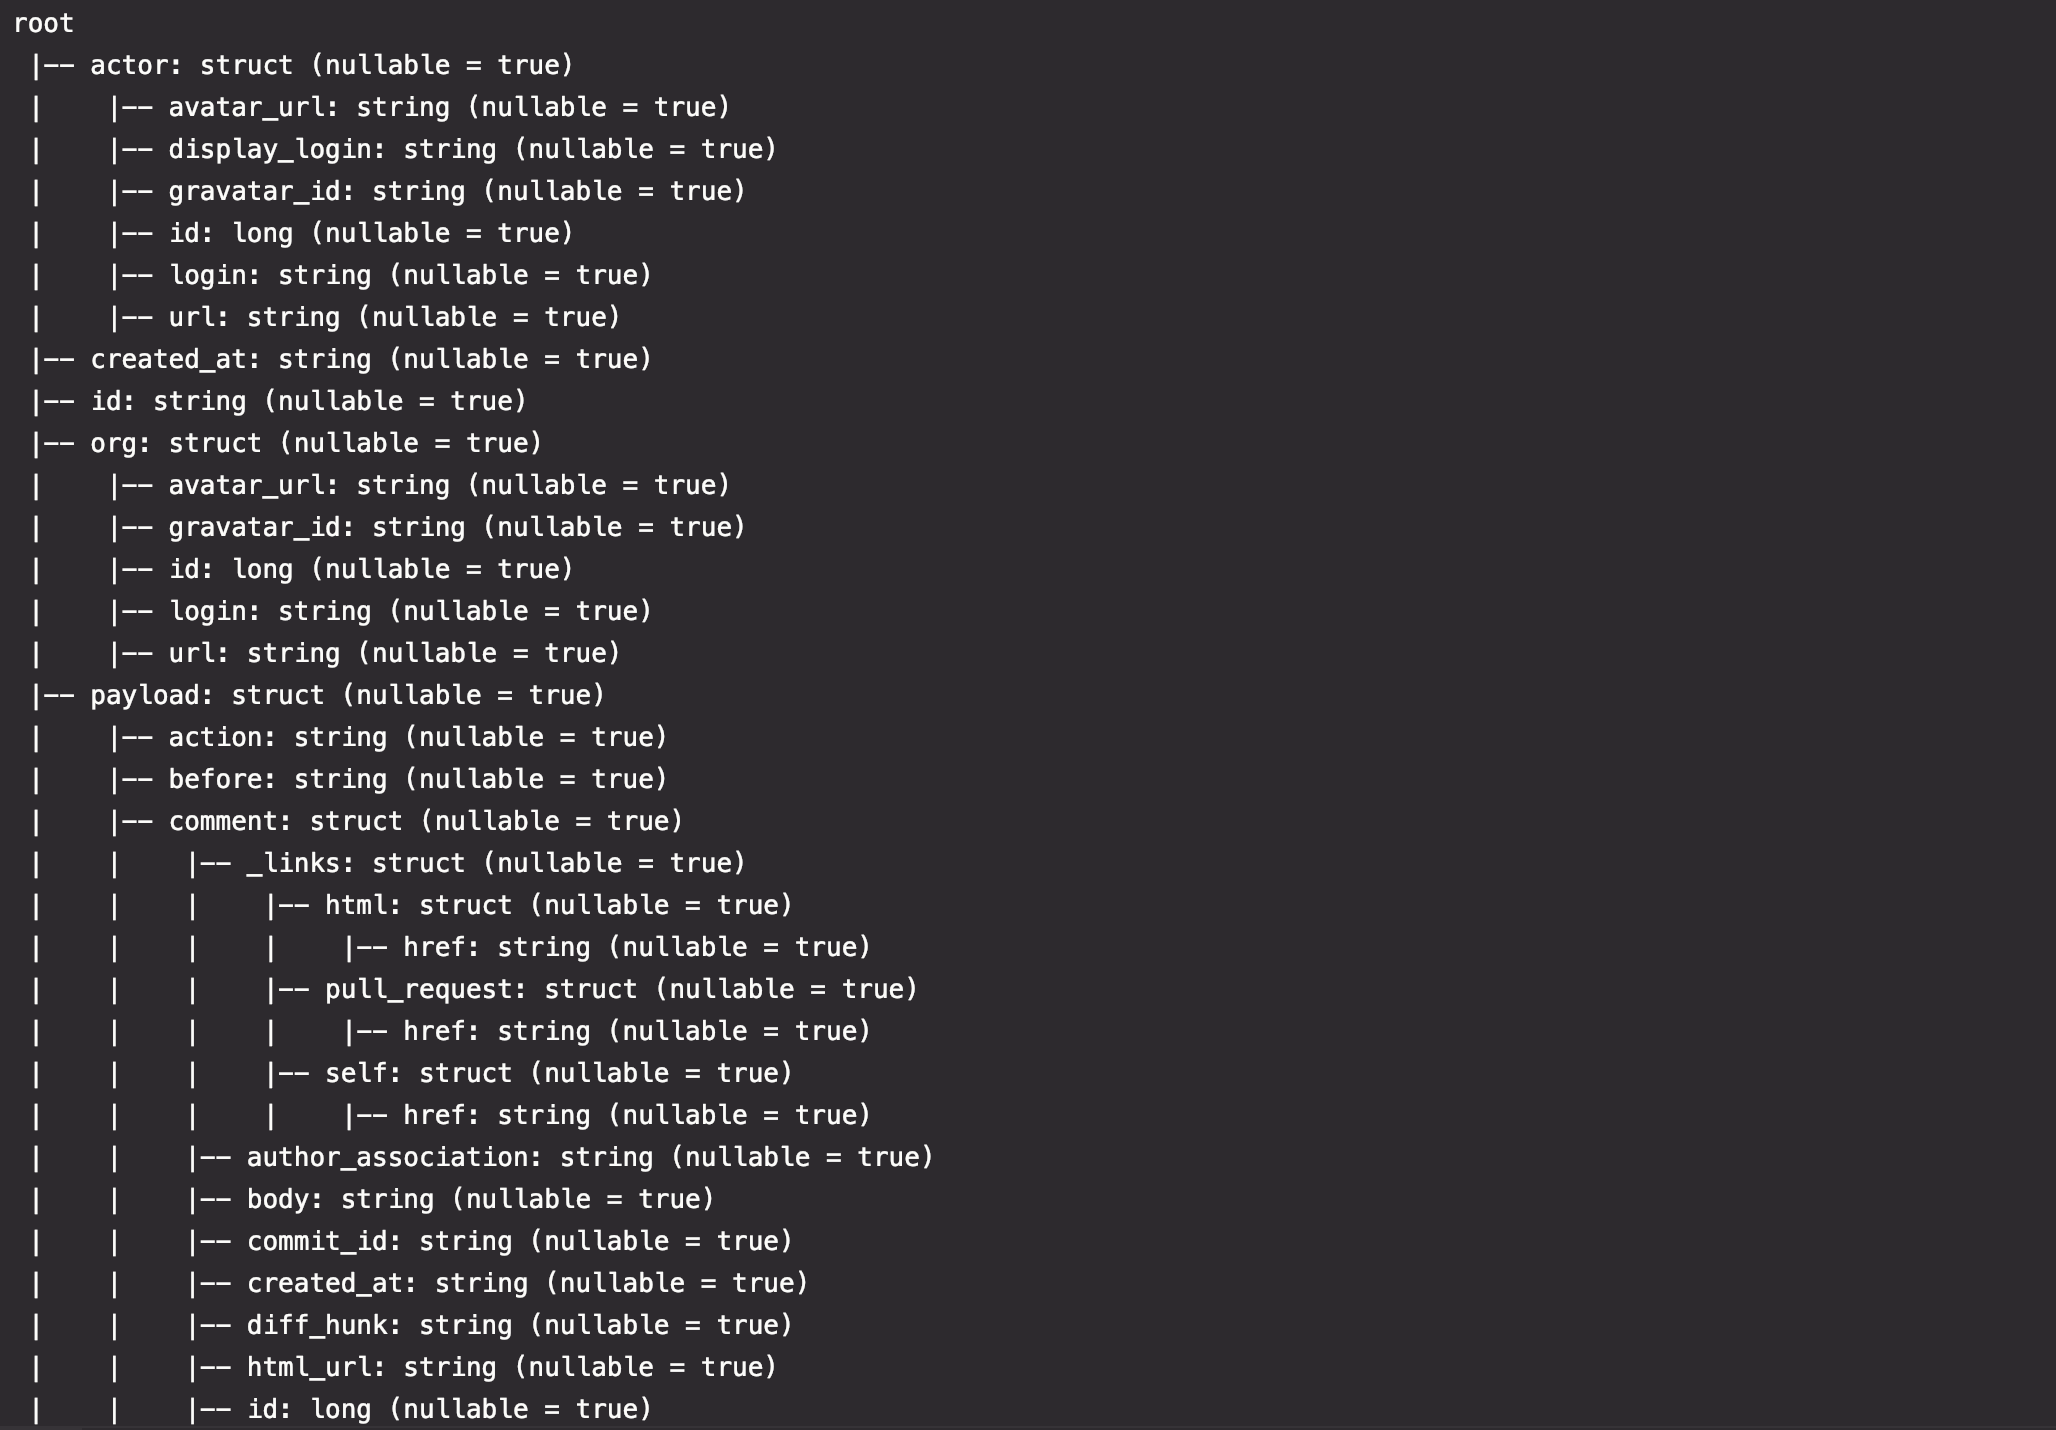 root
 |-- actor: struct (nullable = true)
 |    |-- avatar_url: string (nullable = true)
 |    |-- display_login: string (nullable = true)
 |    |-- gravatar_id: string (nullable = true)
 |    |-- id: long (nullable = true)
 |    |-- login: string (nullable = true)
 |    |-- url: string (nullable = true)
 |-- created_at: string (nullable = true)
 |-- id: string (nullable = true)
 |-- org: struct (nullable = true)
 |    |-- avatar_url: string (nullable = true)
 |    |-- gravatar_id: string (nullable = true)
 |    |-- id: long (nullable = true)
 |    |-- login: string (nullable = true)
 |    |-- url: string (nullable = true)
 |-- payload: struct (nullable = true)
 |    |-- action: string (nullable = true)
 |    |-- before: string (nullable = true)
 |    |-- comment: struct (nullable = true)
 |    |    |-- _links: struct (nullable = true)
 |    |    |    |-- html: struct (nullable = true)
 |    |    |    |    |-- href: string (nullable = true)
 |    |    |    |-- pull_request: struct (nullable = true)
 |    |    |    |    |-- href: string (nullable = true)
 |    |    |    |-- self: struct (nullable = true)
 |    |    |    |    |-- href: string (nullable = true)
 |    |    |-- author_association: string (nullable = true)
 |    |    |-- body: string (nullable = true)
 |    |    |-- commit_id: string (nullable = true)
 |    |    |-- created_at: string (nullable = true)
 |    |    |-- diff_hunk: string (nullable = true)
 |    |    |-- html_url: string (nullable = true)
 |    |    |-- id: long (nullable = true)